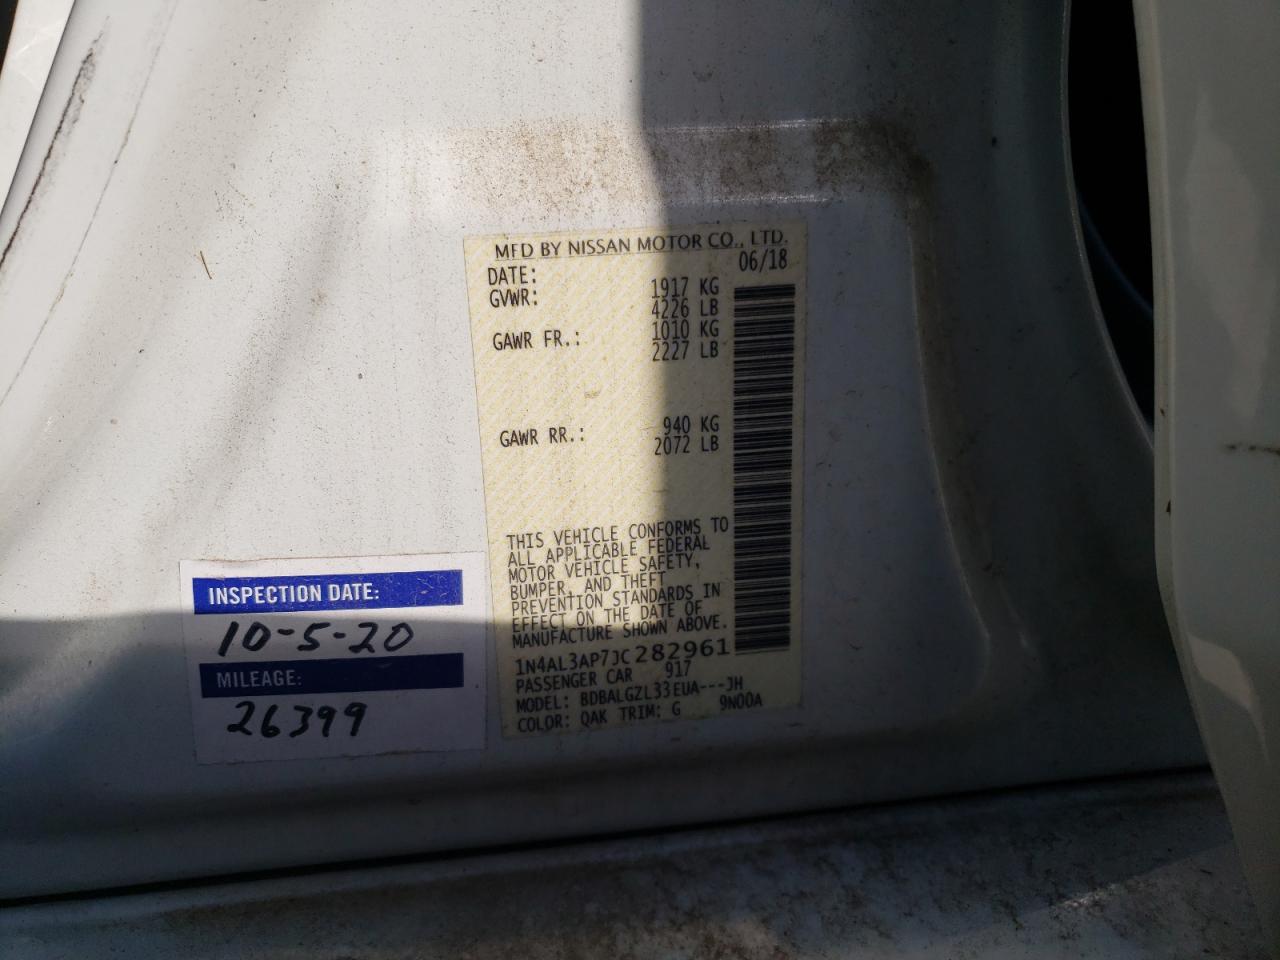 MFD BY NISSAN MOTOR CO., LTD.
DATE: 06/18
GVWR: 1917 KG
4226 LB
GAWR FR.: 1010 KG
2227 LB
GAWR RR.: 940 KG
2072 LB
THIS VEHICLE CONFORMS TO
ALL APPLICABLE FEDERAL
MOTOR VEHICLE SAFETY,
BUMPER, AND THEFT
PREVENTION STANDARDS IN
EFFECT ON THE DATE OF
MANUFACTURE SHOWN ABOVE.
1N4AL3AP7JC282961
PASSENGER CAR 917
MODEL: BDBALGZL33EUA---JH
COLOR: QAK TRIM: G 9N00A
INSPECTION DATE:
10-5-20
MILEAGE:
26399